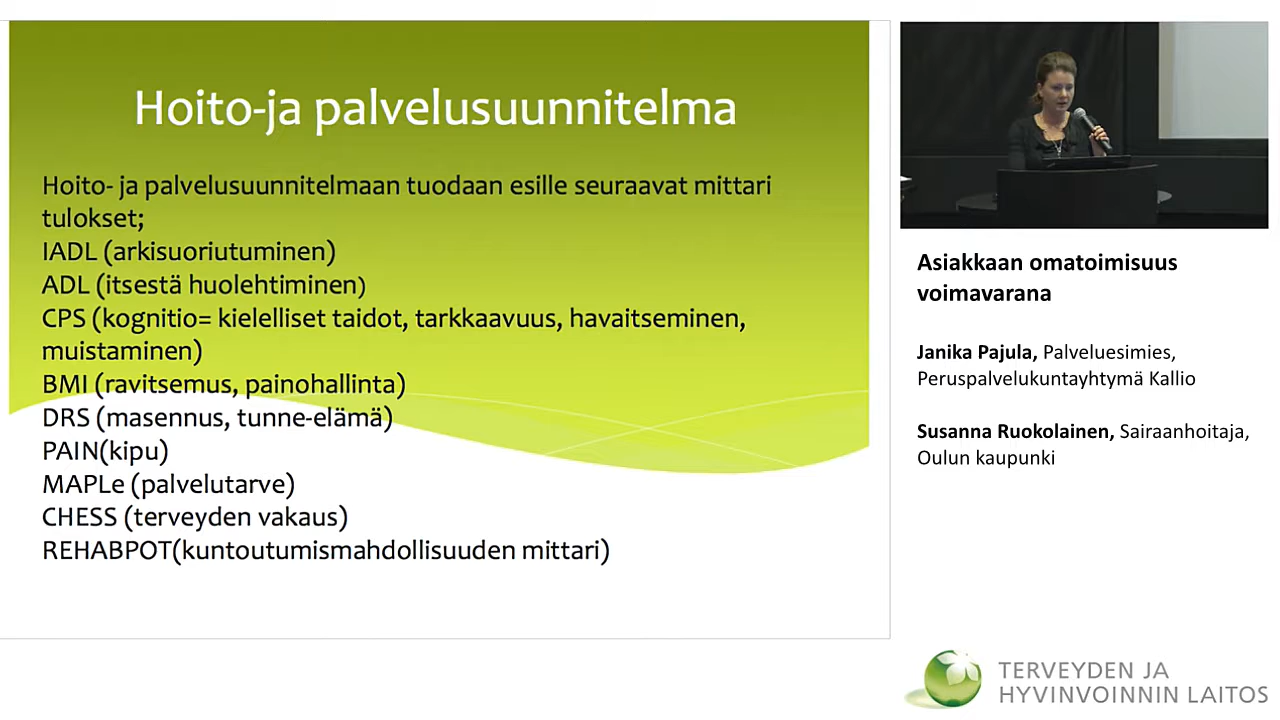 Hoito-ja palvelusuunnitelma
Hoito- ja palvelusuunnitelmaan tuodaan esille seuraavat mittari
tulokset;
IADL (arkisuoriutuminen)
ADL (itsestä huolehtiminen)
CPS (kognitio= kielelliset taidot, tarkkaavuus, havaitseminen,
muistaminen)
BMI (ravitsemus, painohallinta)
DRS (masennus, tunne-elämä)
PAIN(kipu)
MAPLe (palvelutarve)
CHESS (terveyden vakaus)
REHABPOT(kuntoutumismahdollisuuden mittari)
Asiakkaan omatoimisuus
voimavarana
Janika Pajula, Palveluesimies,
Peruspalvelukuntayhtymä Kallio
Susanna Ruokolainen, Sairaanhoitaja,
Oulun kaupunki
TERVEYDEN JA
HYVINVOINNIN LAITOS